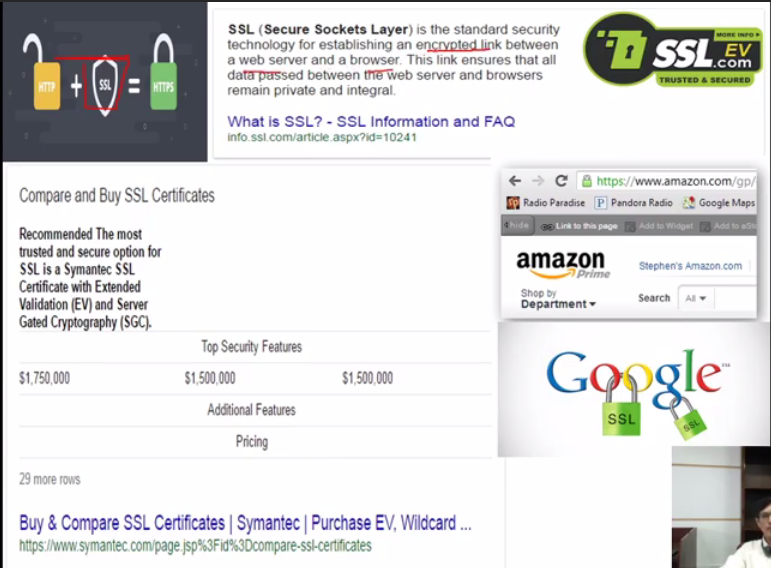 HTTP
+
SSL
=
HTTPS
SSL (Secure Sockets Layer) is the standard security
technology for establishing an encrypted link between
a web server and a browser. This link ensures that all
data passed between the web server and browsers
remain private and integral.
What is SSL? - SSL Information and FAQ
info.ssl.com/article.aspx?id=10241
MORE INFO
SSL EV
.com
TRUSTED & SECURED
Compare and Buy SSL Certificates
Recommended The most
trusted and secure option for
SSL is a Symantec SSL
Certificate with Extended
Validation (EV) and Server
Gated Cryptography (SGC).
Top Security Features
$1,750,000 $1,500,000 $1,500,000
Additional Features
Pricing
29 more rows
Buy & Compare SSL Certificates | Symantec | Purchase EV, Wildcard ...
https://www.symantec.com/page.jsp%3Fid%3Dcompare-ssl-certificates
https://www.amazon.com/gp/
Radio Paradise P Pandora Radio Google Maps
hide Link to this page Add to Widget Add to aSto
amazon
Prime
Stephen's Amazon.com
Shop by
Department
Search All
Google™
SSL
SSL